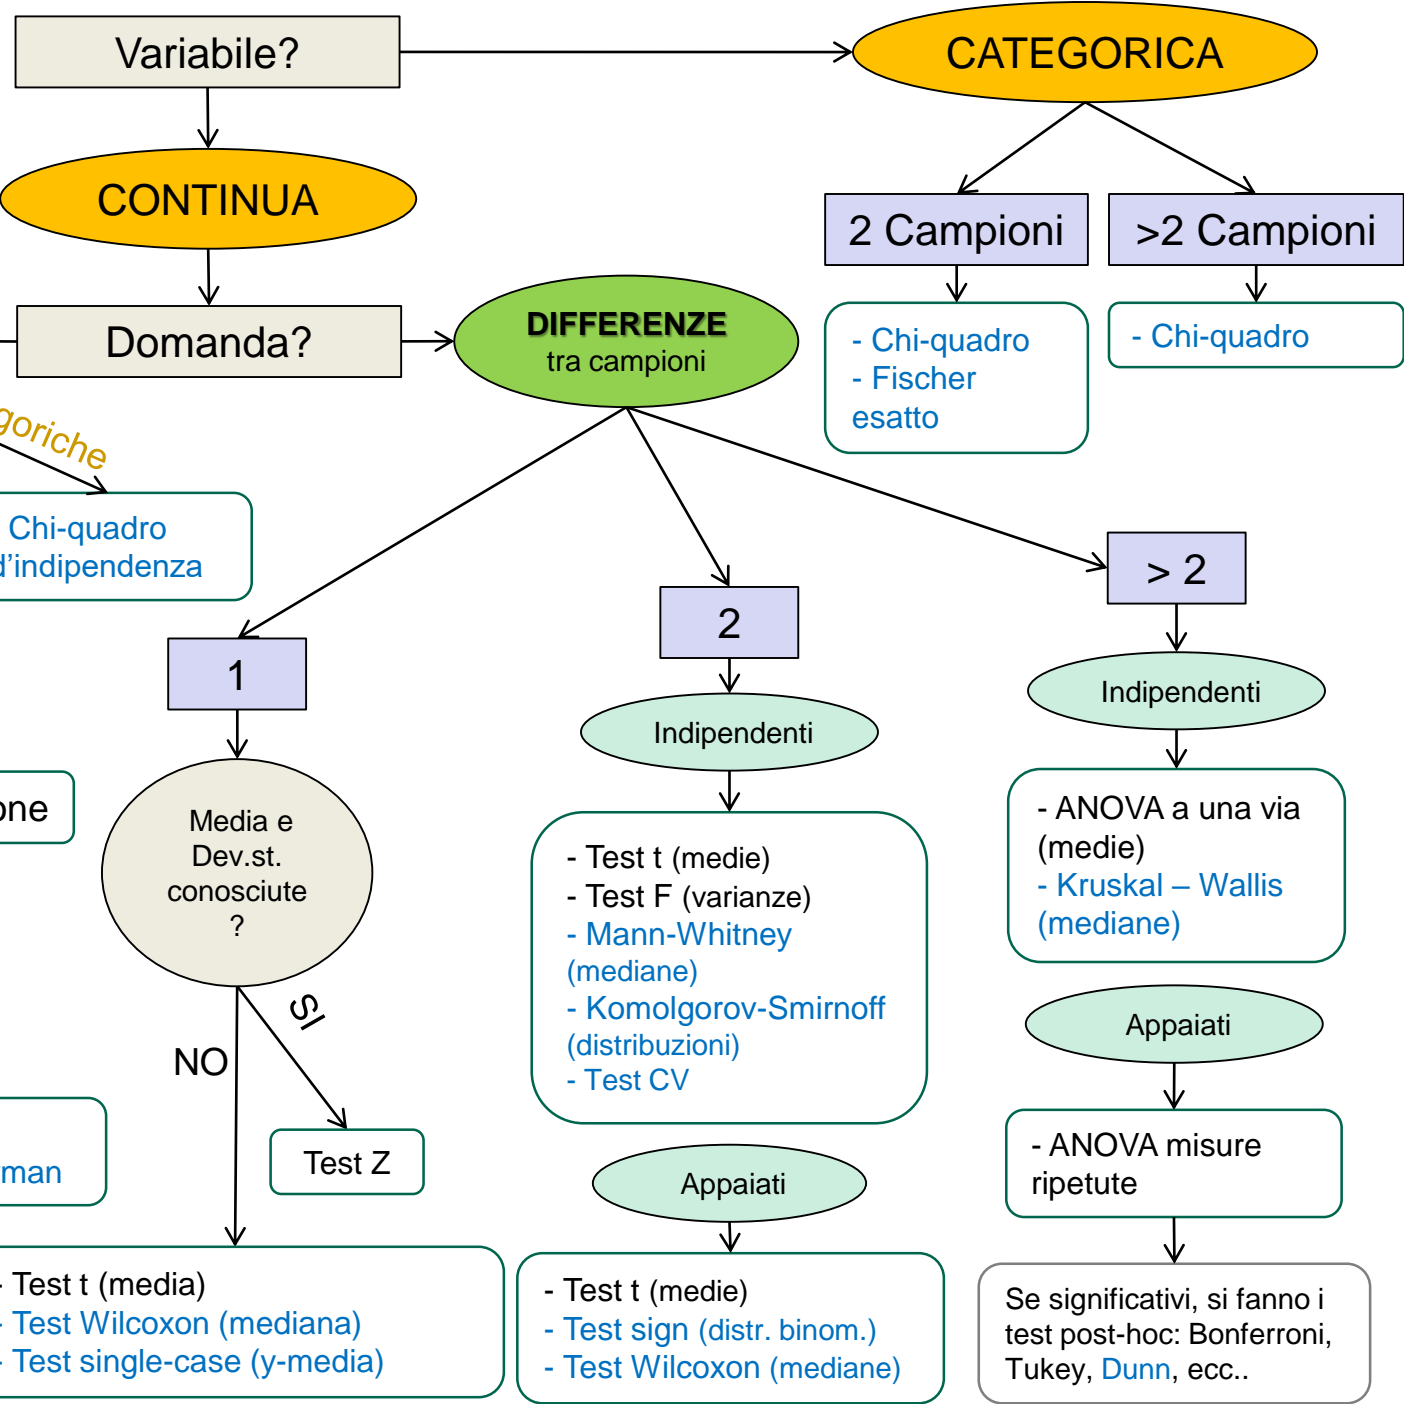 Variabile?
CATEGORICA
CONTINUA
2 Campioni
>2 Campioni
- Chi-quadro
- Fischer
esatto
- Chi-quadro
Domanda?
DIFFERENZE
tra campioni
goriche
Chi-quadro
d’indipendenza
1
2
> 2
Media e
Dev.st.
conosciute
?
SI
NO
Test Z
- Test t (media)
- Test Wilcoxon (mediana)
- Test single-case (y-media)
Indipendenti
- Test t (medie)
- Test F (varianze)
- Mann-Whitney
(mediane)
- Komolgorov-Smirnoff
(distribuzioni)
- Test CV
Appaiati
- Test t (medie)
- Test sign (distr. binom.)
- Test Wilcoxon (mediane)
Indipendenti
- ANOVA a una via
(medie)
- Kruskal – Wallis
(mediane)
Appaiati
- ANOVA misure
ripetute
Se significativi, si fanno i
test post-hoc: Bonferroni,
Tukey, Dunn, ecc..
one
man